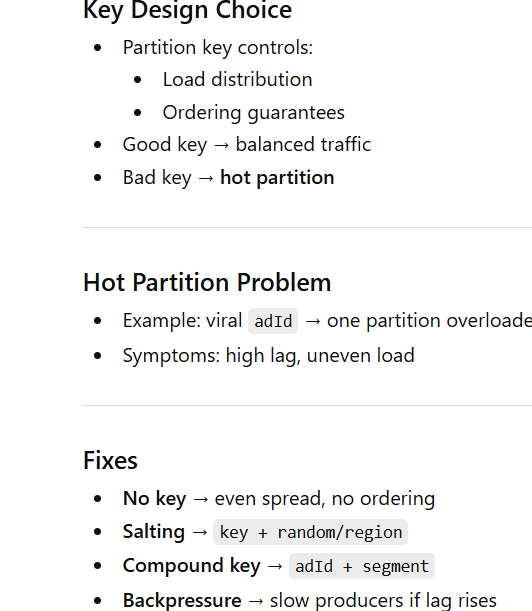 Key Design Choice
Partition key controls:
Load distribution
Ordering guarantees
Good key → balanced traffic
Bad key → hot partition
Hot Partition Problem
Example: viral adId → one partition overloade
Symptoms: high lag, uneven load
Fixes
No key → even spread, no ordering
Salting → key + random/region
Compound key → adId + segment
Backpressure → slow producers if lag rises